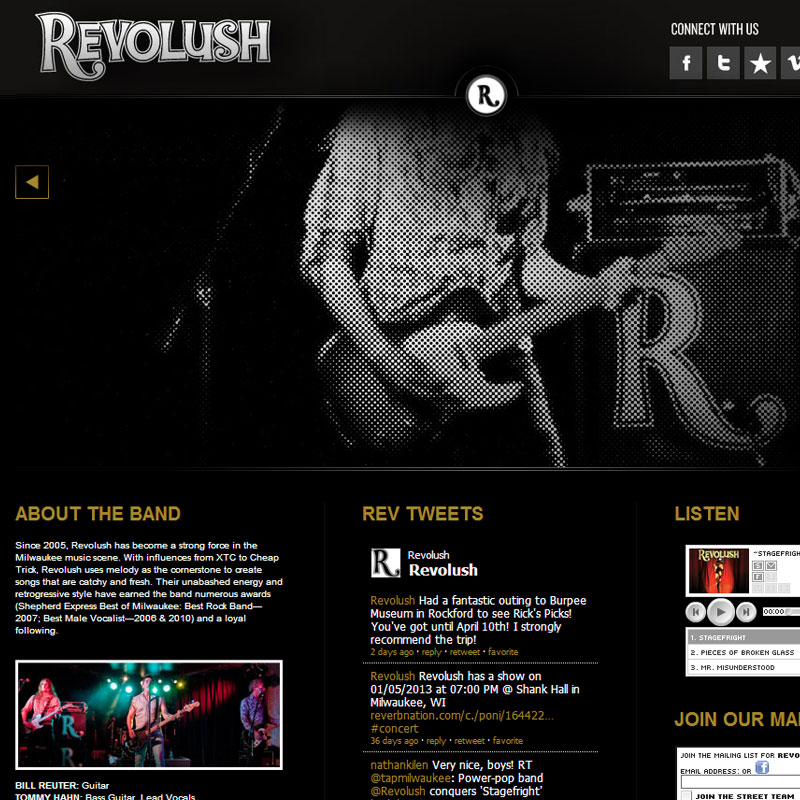 REVOLUSH
CONNECT WITH US
R.
R
ABOUT THE BAND
Since 2005, Revolush has become a strong force in the
Milwaukee music scene. With influences from XTC to Cheap
Trick, Revolush uses melody as the cornerstone to create
songs that are catchy and fresh. Their unabashed energy and
retrogressive style have earned the band numerous awards
(Shepherd Express Best of Milwaukee: Best Rock Band—
2007; Best Male Vocalist—2006 & 2010) and a loyal
following.
R
BILL REUTER: Guitar
TOMMY HAHN: Bass Guitar, Lead Vocals
REV TWEETS
R.
Revolush
Revolush
Revolush Had a fantastic outing to Burpee
Museum in Rockford to see Rick's Picks!
You've got until April 10th! I strongly
recommend the trip!
2 days ago · reply · retweet · favorite
Revolush Revolush has a show on
01/05/2013 at 07:00 PM @ Shank Hall in
Milwaukee, WI
reverbnation.com/c./poni/164422…
#concert
36 days ago · reply · retweet · favorite
nathankilen Very nice, boys! RT
@tapmilwaukee: Power-pop band
@Revolush conquers 'Stagefright'
LISTEN
REVOLUSH
"STAGEFRIGH
00:00
1. STAGEFRIGHT
2. PIECES OF BROKEN GLASS
3. MR. MISUNDERSTOOD
JOIN OUR MAI
JOIN THE MAILING LIST FOR REVO
EMAIL ADDRESS: OR f
JOIN THE STREET TEAM